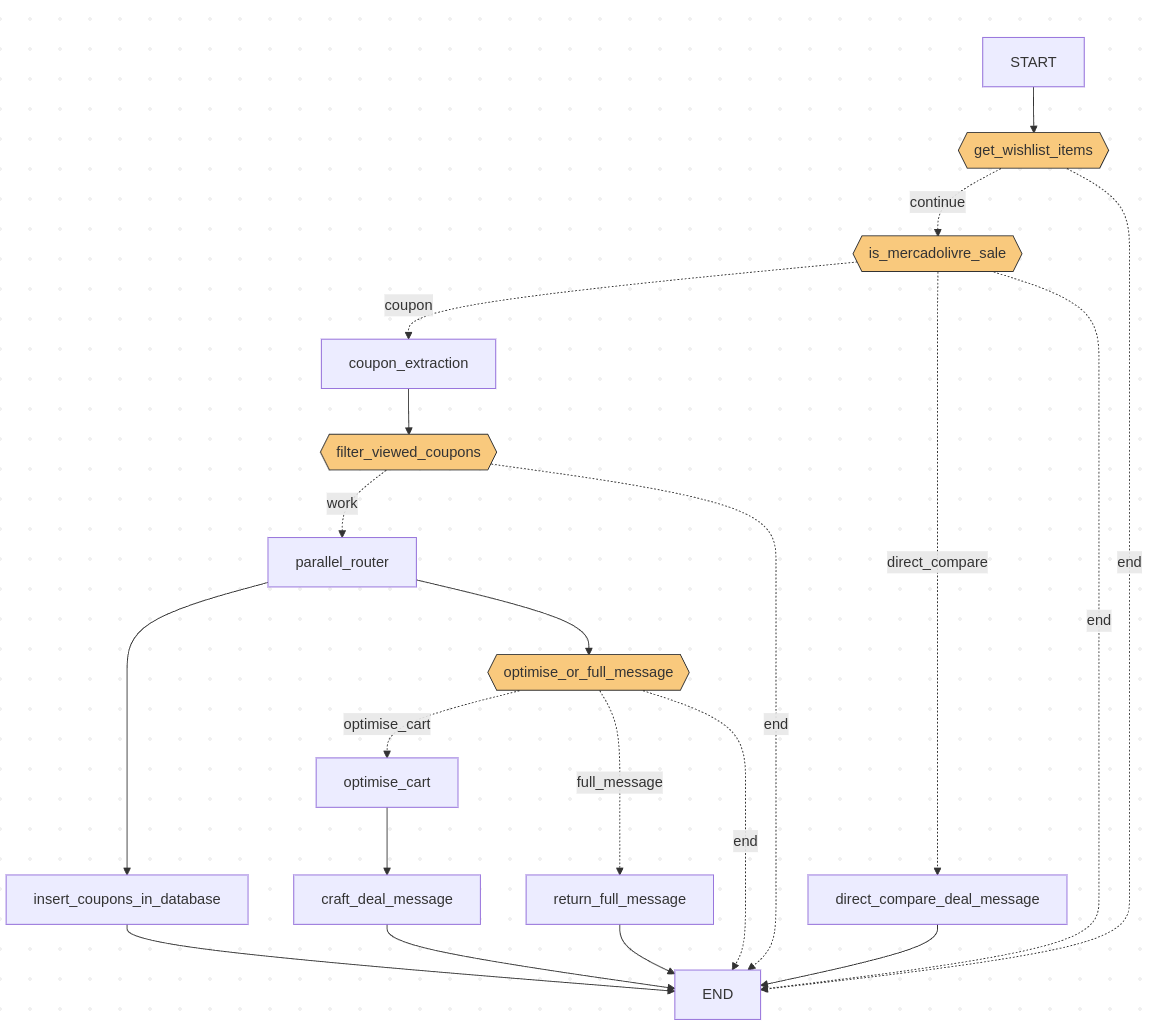 START
get_wishlist_items
continue
is_mercadolivre_sale
coupon
coupon_extraction
filter_viewed_coupons
work
parallel_router
direct_compare
end
end
optimise_or_full_message
optimise_cart
end
optimise_cart
full_message
end
insert_coupons_in_database
craft_deal_message
return_full_message
direct_compare_deal_message
END